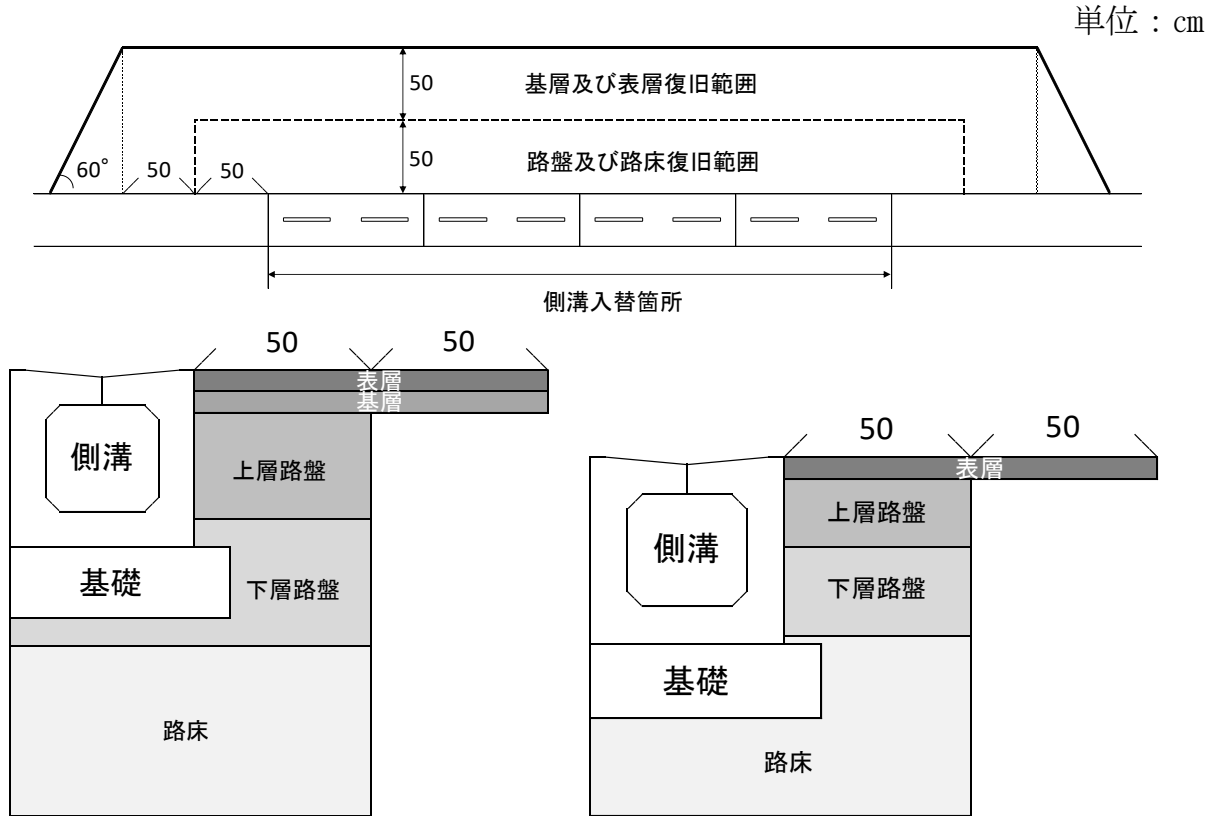 単位：cm
50
基層及び表層復旧範囲
50
路盤及び路床復旧範囲
60°
50
50
側溝入替箇所
50
50
表層
基層
側溝
上層路盤
基礎
下層路盤
路床
50
50
表層
上層路盤
側溝
下層路盤
基礎
路床